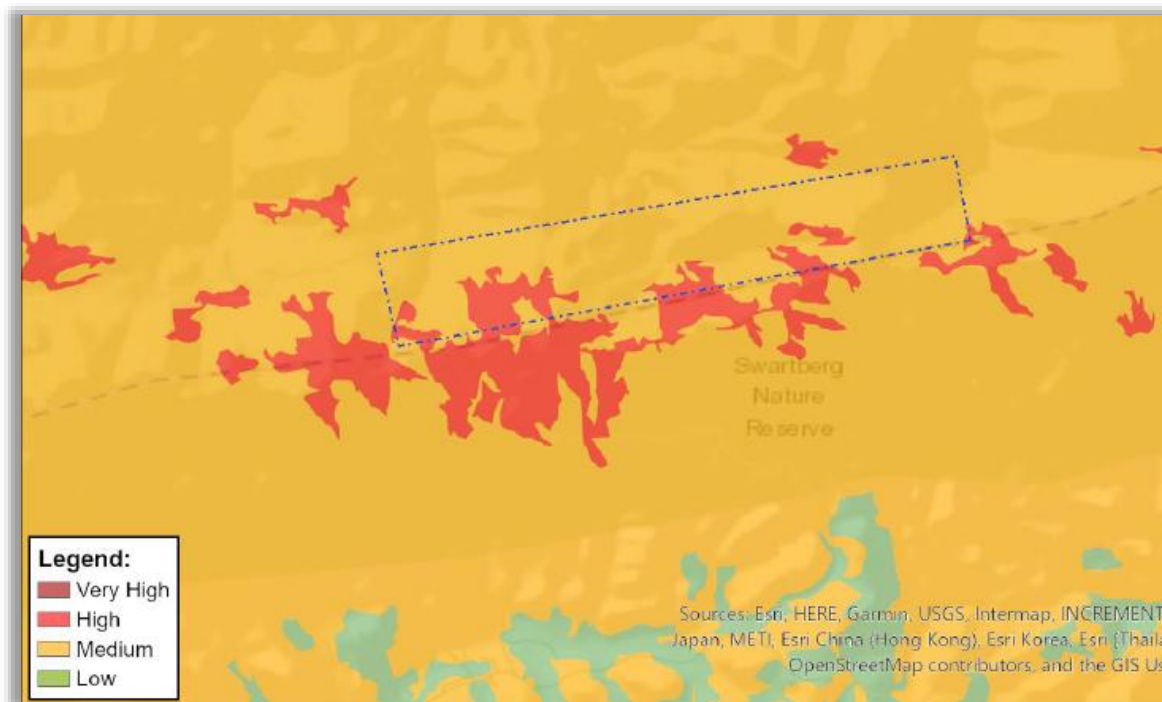 Swartberg
Nature
Reserve
Legend:
Very High
High
Medium
Low
Sources: Esri, HERE, Garmin, USGS, Intermap, INCREMENT
Japan, METI, Esri China (Hong Kong), Esri Korea, Esri (Thaila
OpenStreetMap contributors, and the GIS Us